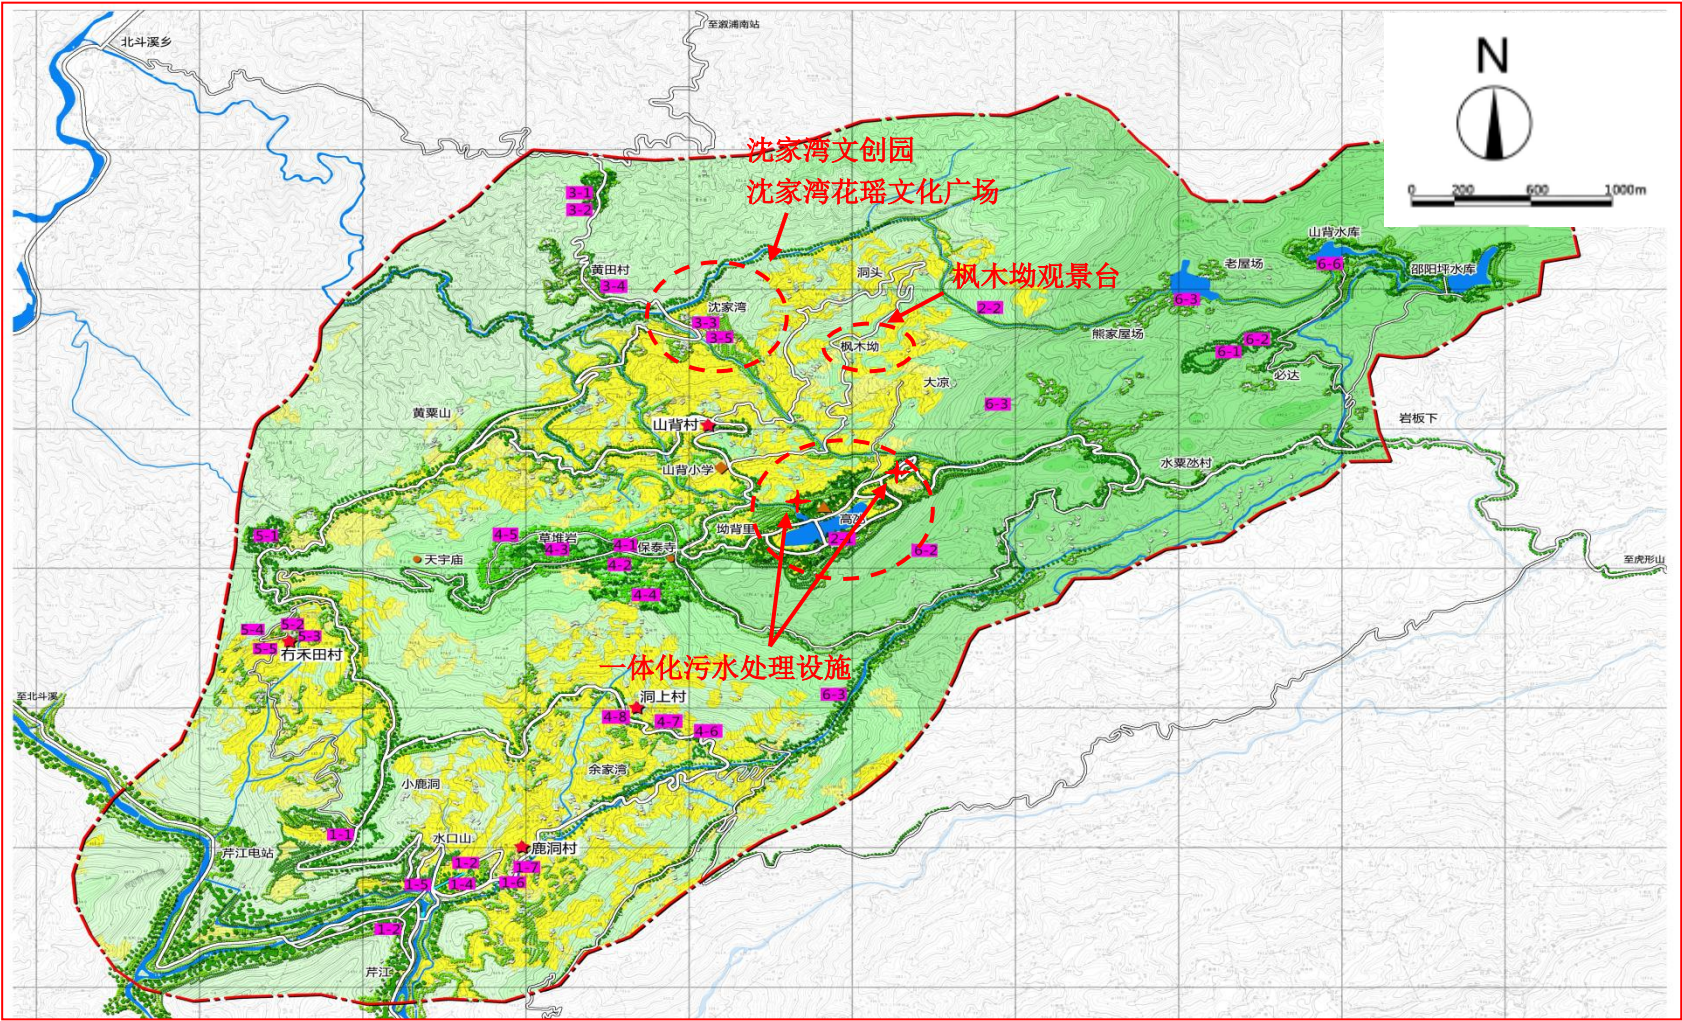 至溆浦南站
北斗溪乡
N
0 200 600 1000m
沈家湾文创园
沈家湾花瑶文化广场
3-1
3-2
山背水库
6-6
老屋场
邵阳坪水库
黄田村
3-4
洞头
枫木坳观景台
6-3
沈家湾
3-3
3-5
2-2
熊家屋场
枫木坳
6-2
6-1
必达
大凉
6-3
黄粟山
山背村
岩板下
山背小学
水粟氹村
坳背里
高氹
2-1
6-2
5-1
4-5
草堆岩
4-3
4-1
保泰寺
4-2
天宇庙
4-4
至虎形山
5-4
5-2
5-3
5-5
石禾田村
一体化污水处理设施
至北斗溪
洞上村
6-3
4-8
4-7
4-6
余家湾
小鹿洞
1-1
水口山
芹江电站
鹿洞村
1-2
1-7
1-5
1-4
1-6
1-2
芹江